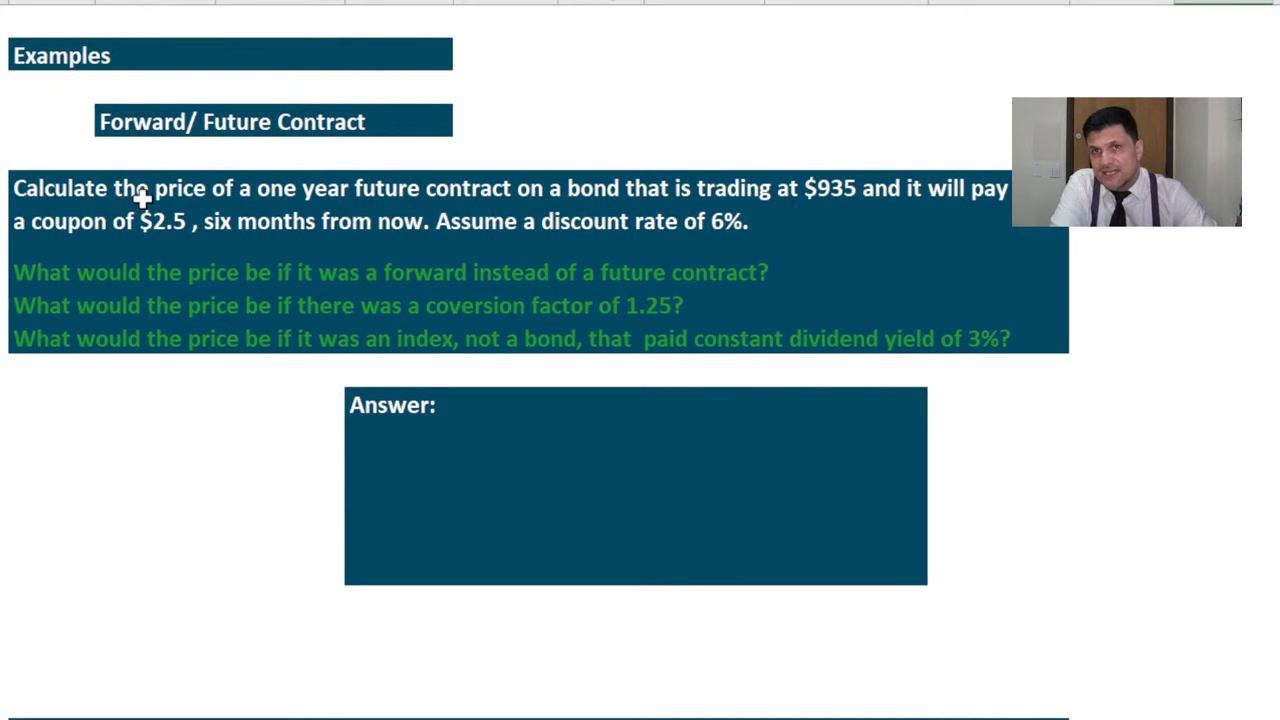 Examples
Forward/ Future Contract
Calculate the price of a one year future contract on a bond that is trading at $935 and it will pay
a coupon of $2.5 , six months from now. Assume a discount rate of 6%.
What would the price be if it was a forward instead of a future contract?
What would the price be if there was a coversion factor of 1.25?
What would the price be if it was an index, not a bond, that  paid constant dividend yield of 3%?
Answer: